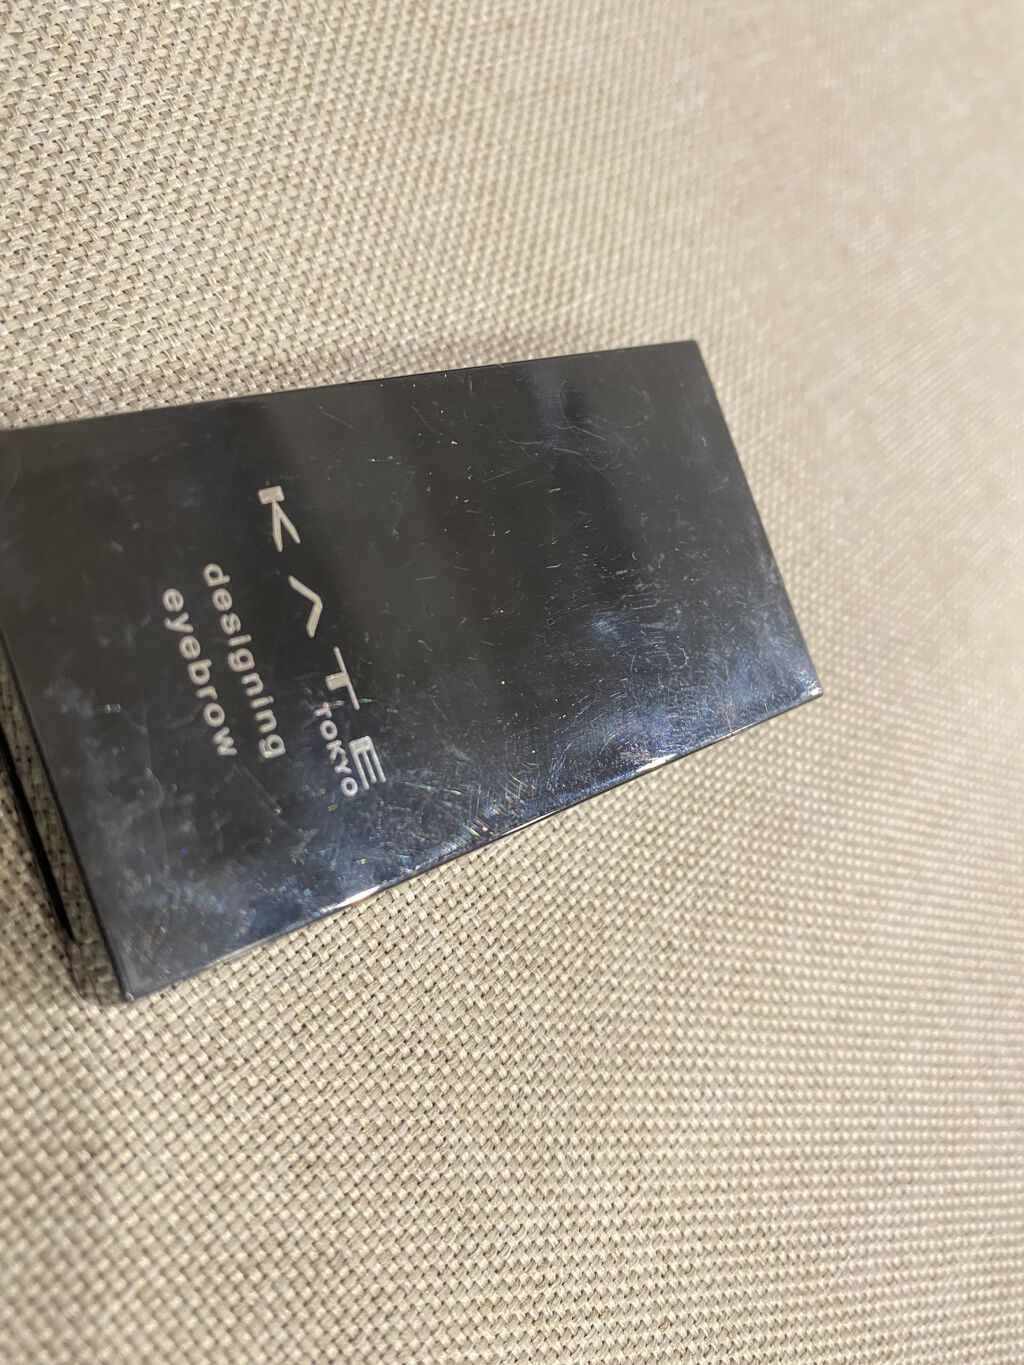 KATE
TOKYO
designing
eyebrow